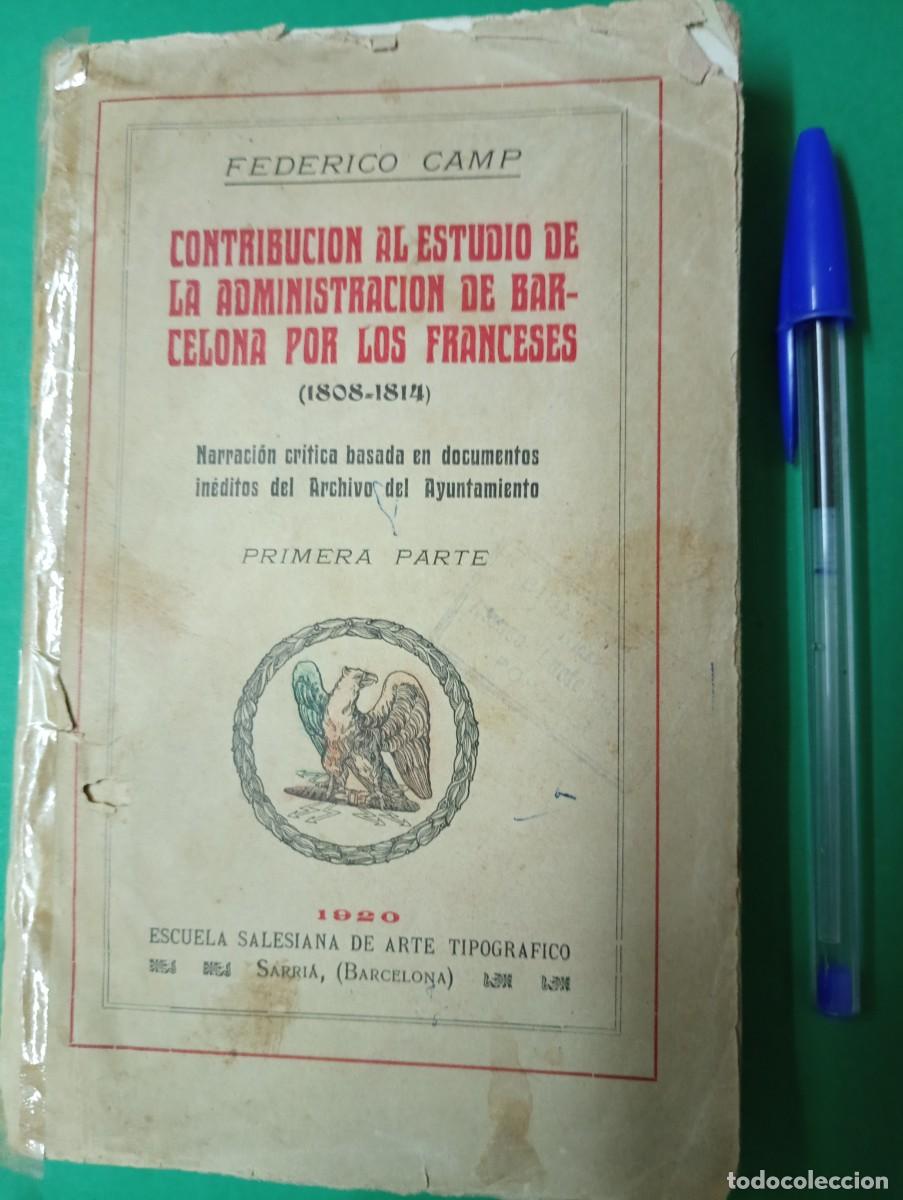 FEDERICO CAMP
CONTRIBUCION AL ESTUDIO DE
LA ADMINISTRACION DE BAR-
CELONA POR LOS FRANCESES
(1808-1814)
Narración crítica basada en documentos
inéditos del Archivo del Ayuntamiento
PRIMERA PARTE
1920
ESCUELA SALESIANA DE ARTE TIPOGRAFICO
SARRIÁ, (BARCELONA)
todocoleccion